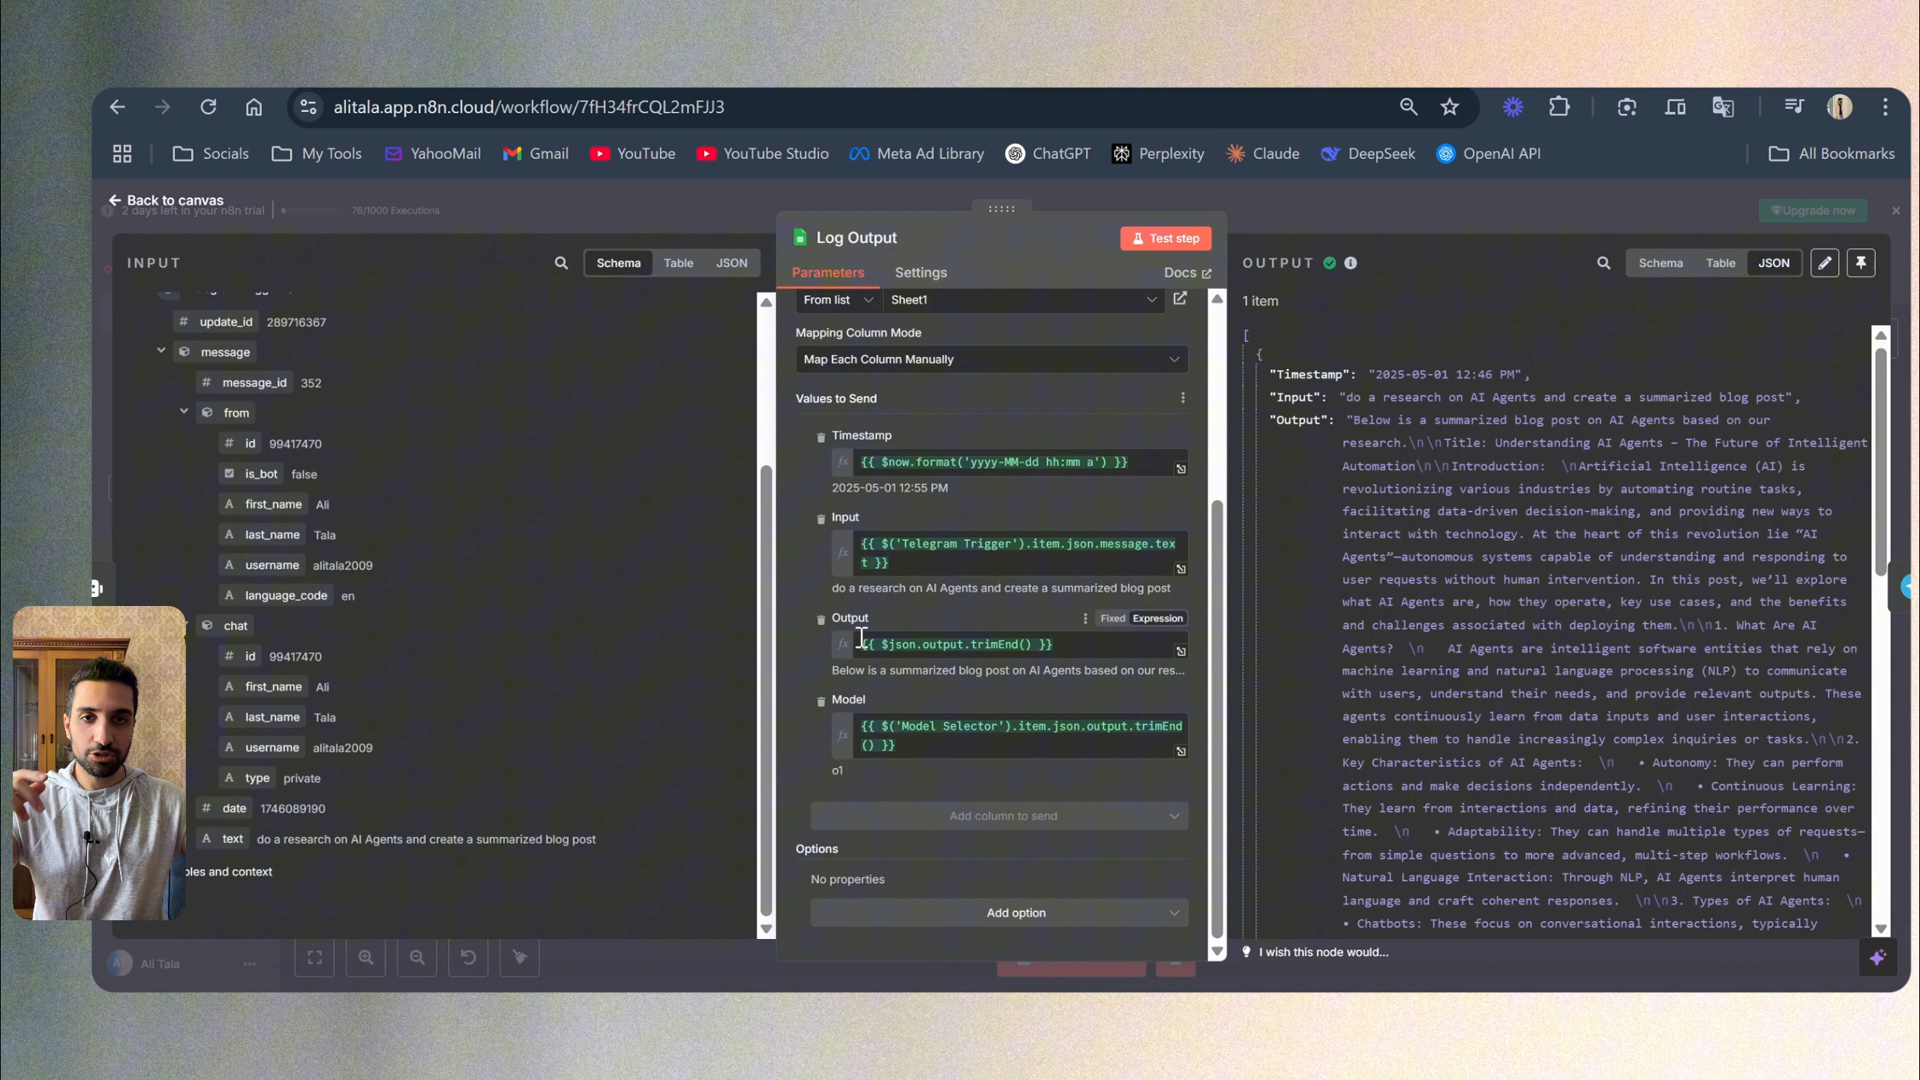 alitala.app.n8n.cloud/workflow/7fH34frCQL2mFJJ3
Socials
My Tools
YahooMail
Gmail
YouTube
YouTube Studio
Meta Ad Library
ChatGPT
Perplexity
Claude
DeepSeek
OpenAI API
All Bookmarks
Back to canvas
2 days left in your n8n trial
76/1000 Executions
Upgrade now
INPUT
Schema
Table
JSON
# update_id 289716367
message
# message_id 352
from
# id 99417470
is_bot false
A first_name Ali
A last_name Tala
A username alitala2009
A language_code en
chat
# id 99417470
A first_name Ali
A last_name Tala
A username alitala2009
A type private
# date 1746089190
A text do a research on AI Agents and create a summarized blog post
bles and context
Ali Tala
Log Output
Test step
Parameters
Settings
Docs
From list
Sheet1
Mapping Column Mode
Map Each Column Manually
Values to Send
Timestamp
fx {{ $now.format('yyyy-MM-dd hh:mm a') }}
2025-05-01 12:55 PM
Input
fx {{ $('Telegram Trigger').item.json.message.tex
t }}
do a research on AI Agents and create a summarized blog post
Output
Fixed
Expression
fx {{ $json.output.trimEnd() }}
Below is a summarized blog post on AI Agents based on our res...
Model
fx {{ $('Model Selector').item.json.output.trimEnd
() }}
o1
Add column to send
Options
No properties
Add option
OUTPUT
Schema
Table
JSON
1 item
[
{
"Timestamp": "2025-05-01 12:46 PM",
"Input": "do a research on AI Agents and create a summarized blog post",
"Output": "Below is a summarized blog post on AI Agents based on our
research.\n\nTitle: Understanding AI Agents – The Future of Intelligent
Automation\n\nIntroduction: \nArtificial Intelligence (AI) is
revolutionizing various industries by automating routine tasks,
facilitating data-driven decision-making, and providing new ways to
interact with technology. At the heart of this revolution lie “AI
Agents”—autonomous systems capable of understanding and responding to
user requests without human intervention. In this post, we’ll explore
what AI Agents are, how they operate, key use cases, and the benefits
and challenges associated with deploying them.\n\n1. What Are AI
Agents? \n AI Agents are intelligent software entities that rely on
machine learning and natural language processing (NLP) to communicate
with users, understand their needs, and provide relevant outputs. These
agents continuously learn from data inputs and user interactions,
enabling them to handle increasingly complex inquiries or tasks.\n\n2.
Key Characteristics of AI Agents: \n • Autonomy: They can perform
actions and make decisions independently. \n • Continuous Learning:
They learn from interactions and data, refining their performance over
time. \n • Adaptability: They can handle multiple types of requests—
from simple questions to more advanced, multi-step workflows. \n •
Natural Language Interaction: Through NLP, AI Agents interpret human
language and craft coherent responses. \n\n3. Types of AI Agents: \n
• Chatbots: These focus on conversational interactions, typically
I wish this node would...